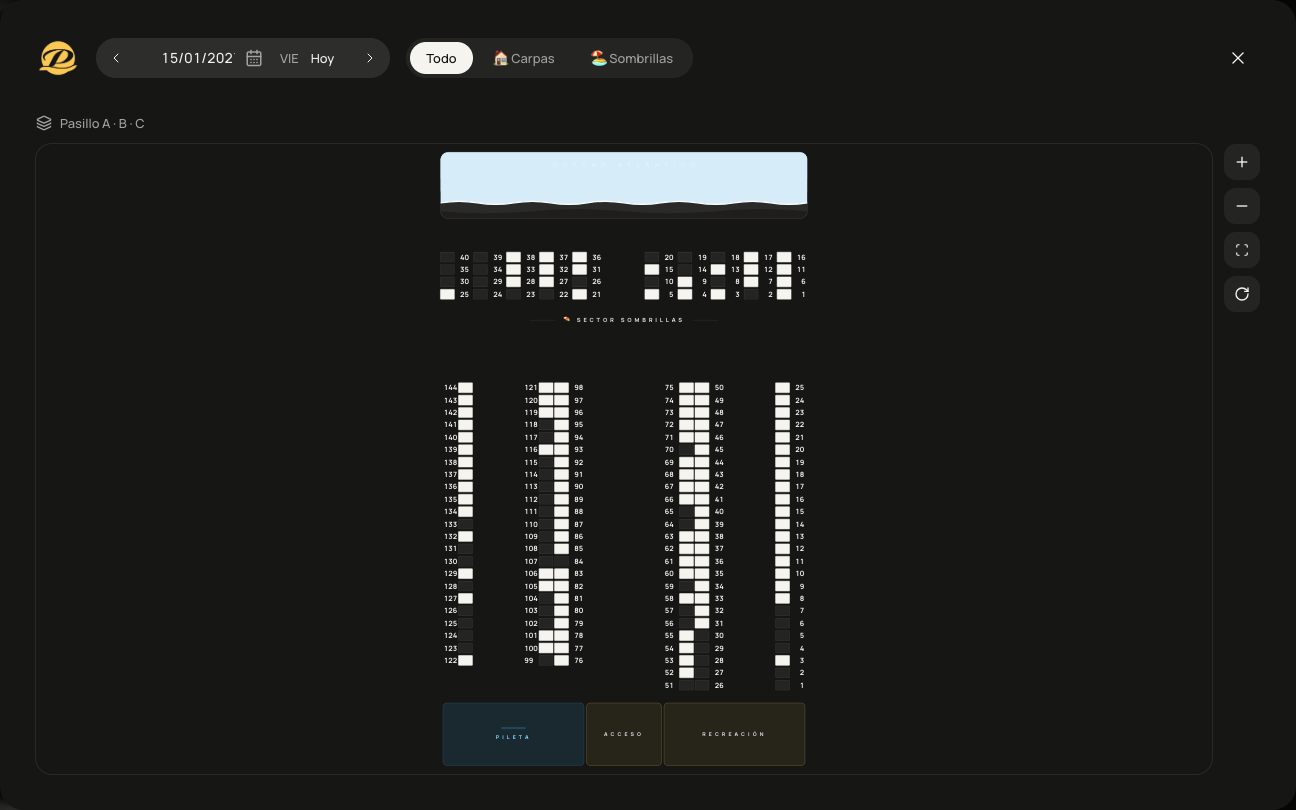 15/01/202
VIE Hoy
Todo
Carpas
Sombrillas
Pasillo A · B · C
40 39 38 37 36 20 19 18 17 16
35 34 33 32 31 15 14 13 12 11
30 29 28 27 26 10 9 8 7 6
25 24 23 22 21 5 4 3 2 1
SECTOR SOMBRILLAS
144 121 98 75 50 25
143 120 97 74 49 24
142 119 96 73 48 23
141 118 95 72 47 22
140 117 94 71 46 21
139 116 93 70 45 20
138 115 92 69 44 19
137 114 91 68 43 18
136 113 90 67 42 17
135 112 89 66 41 16
134 111 88 65 40 15
133 110 87 64 39 14
132 109 86 63 38 13
131 108 85 62 37 12
130 107 84 61 36 11
129 106 83 60 35 10
128 105 82 59 34 9
127 104 81 58 33 8
126 103 80 57 32 7
125 102 79 56 31 6
124 101 78 55 30 5
123 100 77 54 29 4
122 99 76 53 28 3
52 27 2
51 26 1
PILETA
ACCESO
RECREACIÓN